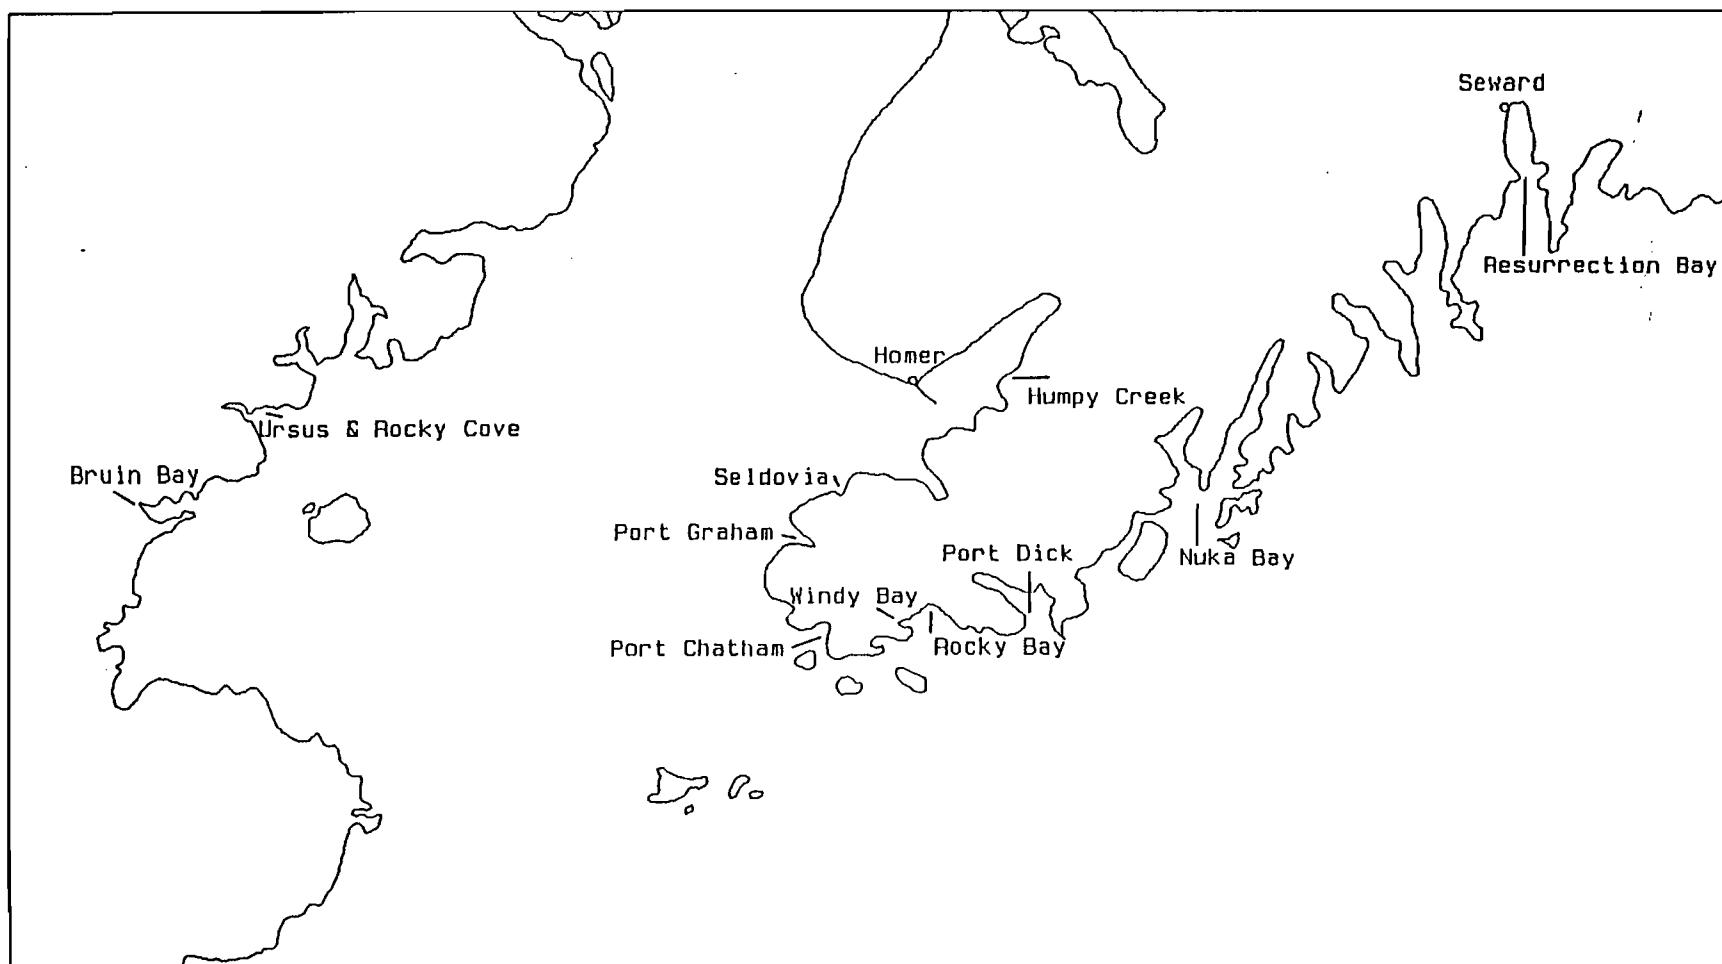 Seward
Resurrection Bay
Homer
Humpy Creek
Ursus & Rocky Cove
Bruin Bay
Seldovia
Port Graham
Port Dick
Nuka Bay
Windy Bay
Port Chatham
Rocky Bay